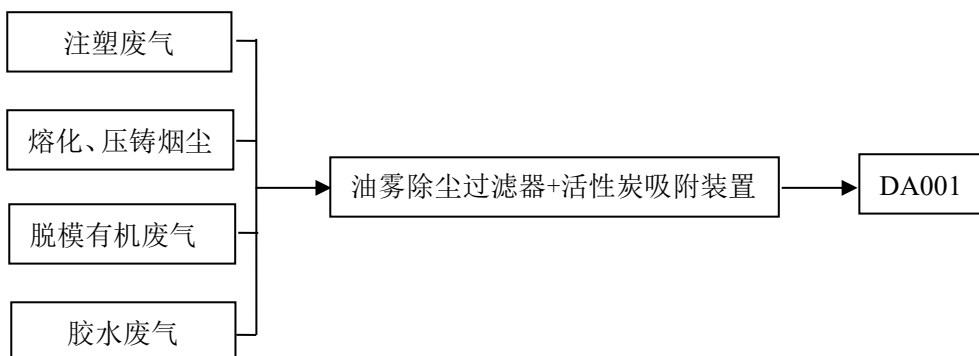 注塑废气
熔化、压铸烟尘
脱模有机废气
胶水废气
油雾除尘过滤器+活性炭吸附装置
DA001